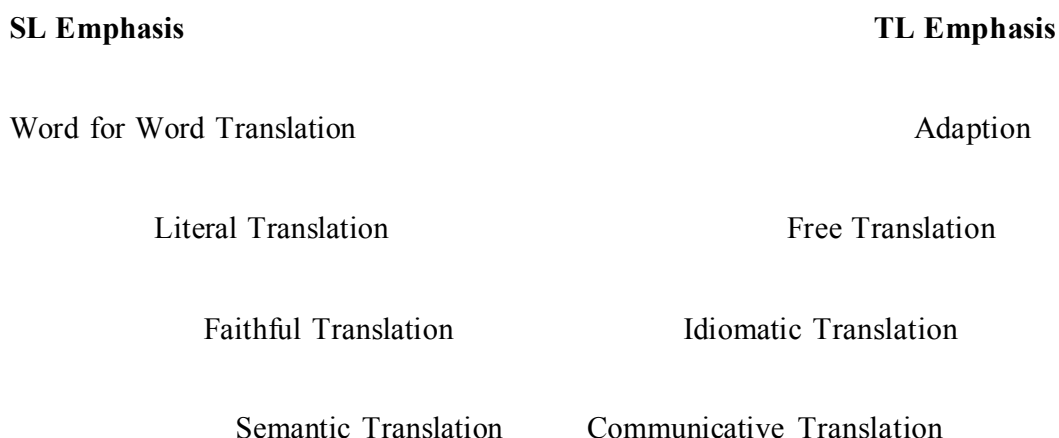 SL Emphasis TL Emphasis
Word for Word Translation Adaption
Literal Translation Free Translation
Faithful Translation Idiomatic Translation
Semantic Translation Communicative Translation